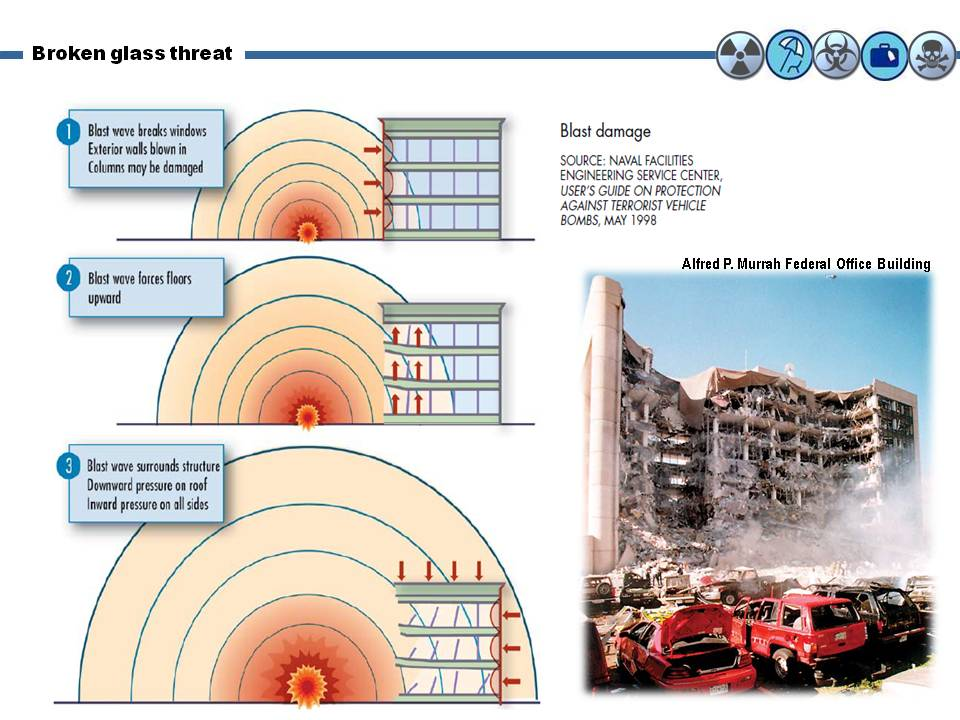 Broken glass threat
1
Blast wave breaks windows
Exterior walls blown in
Columns may be damaged
Blast damage
SOURCE: NAVAL FACILITIES
ENGINEERING SERVICE CENTER,
USER'S GUIDE ON PROTECTION
AGAINST TERRORIST VEHICLE
BOMBS, MAY 1998
2
Blast wave forces floors
upward
Alfred P. Murrah Federal Office Building
3
Blast wave surrounds structure
Downward pressure on roof
Inward pressure on all sides